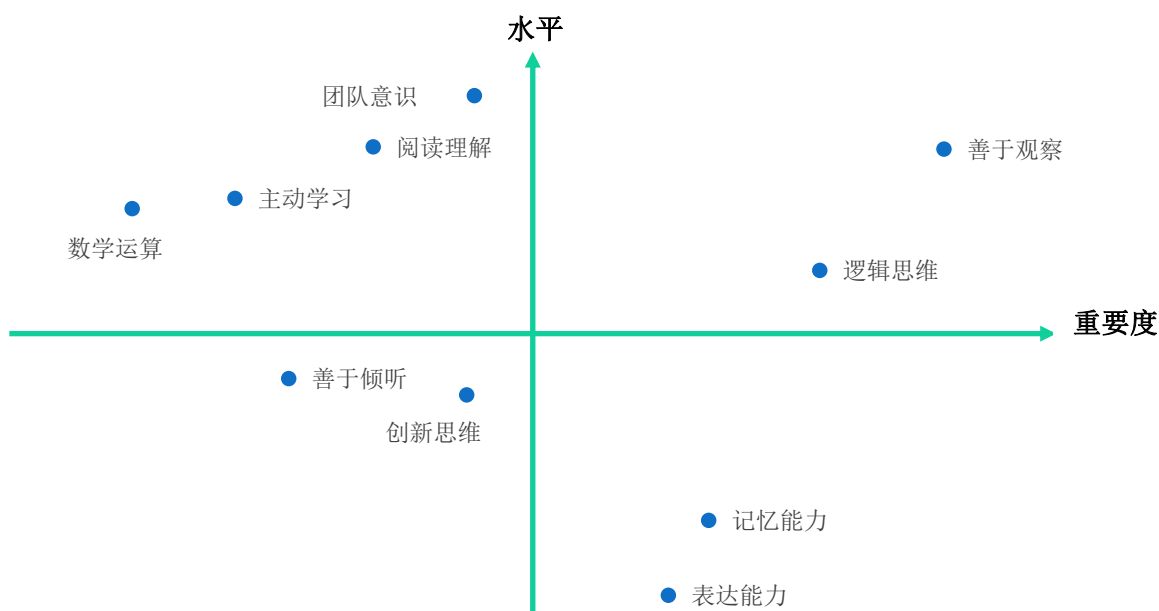 水平
团队意识
阅读理解
善于观察
主动学习
数学运算
逻辑思维
重要度
善于倾听
创新思维
记忆能力
表达能力